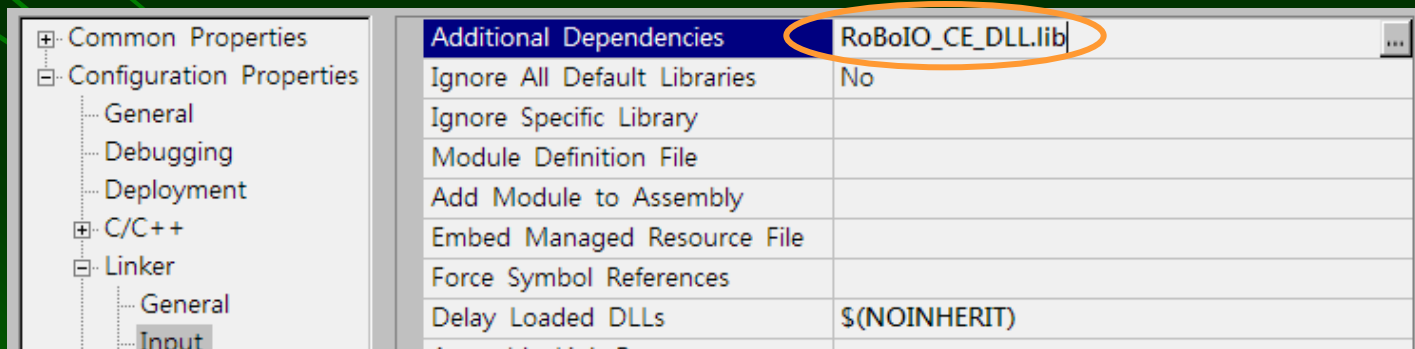 Common Properties
Configuration Properties
General
Debugging
Deployment
C/C++
Linker
General
Input
Additional Dependencies RoBoIO_CE_DLL.lib ...
Ignore All Default Libraries No
Ignore Specific Library
Module Definition File
Add Module to Assembly
Embed Managed Resource File
Force Symbol References
Delay Loaded DLLs $(NOINHERIT)